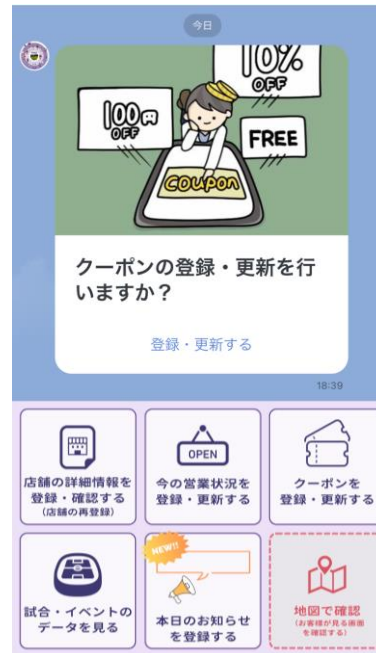 今日
10%
OFF
100円
OFF
FREE
COUPON
クーポンの登録・更新を行
いますか？
登録・更新する
18:39
店舗の詳細情報を
登録・確認する
(店舗の再登録)
OPEN
今の営業状況を
登録・更新する
クーポンを
登録・更新する
試合・イベントの
データを見る
NEW!!
本日のお知らせ
を登録する
地図で確認
(お客様が見る画面
を確認する)